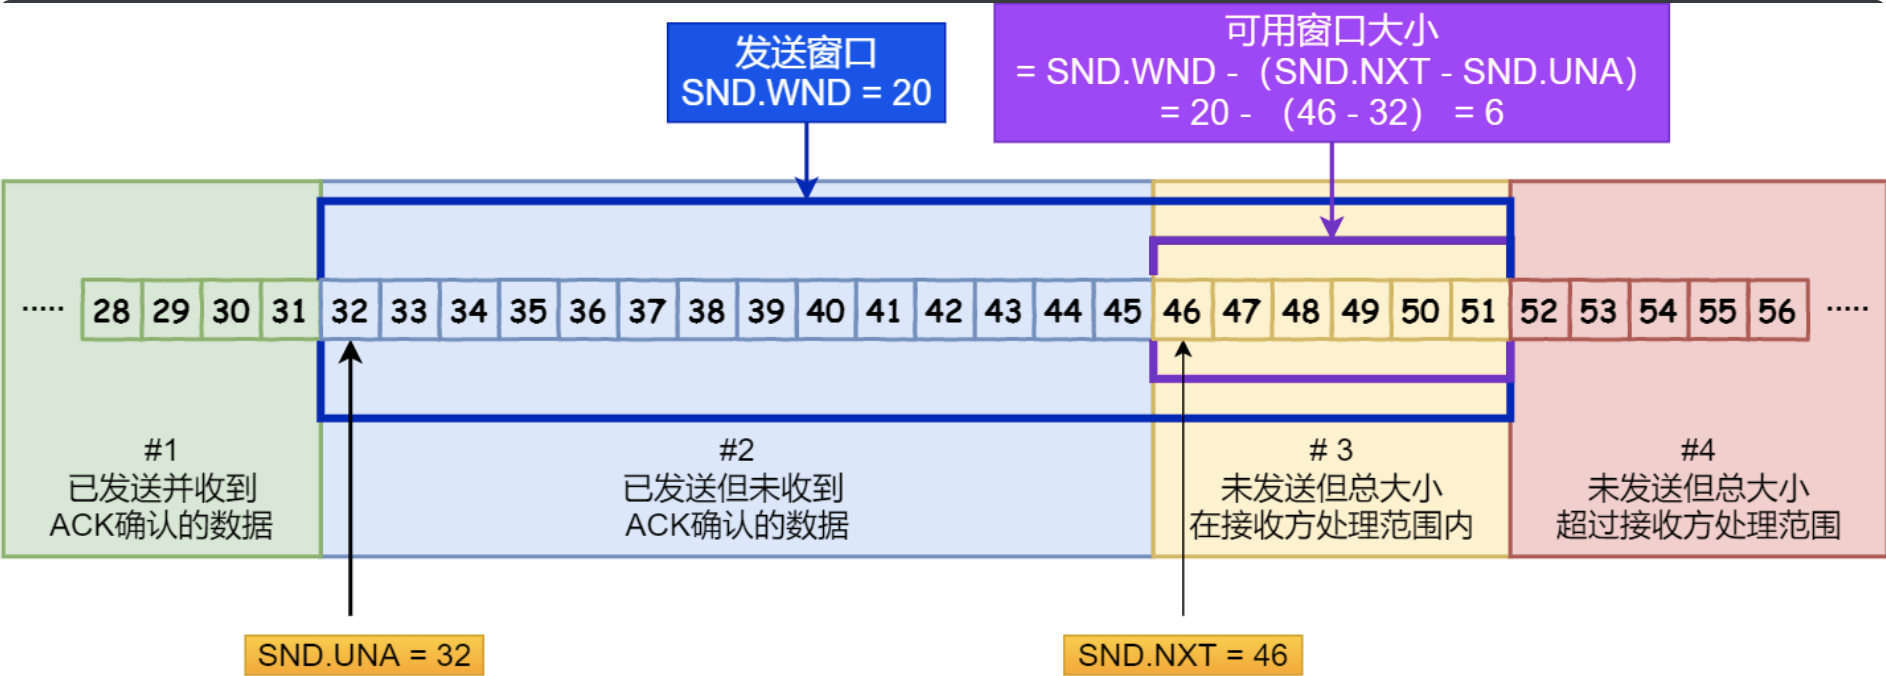 发送窗口
SND.WND = 20
可用窗口大小
= SND.WND -（SND.NXT - SND.UNA）
= 20 - （46 - 32） = 6
..... 28 29 30 31 32 33 34 35 36 37 38 39 40 41 42 43 44 45 46 47 48 49 50 51 52 53 54 55 56 .....
#1
已发送并收到
ACK确认的数据
#2
已发送但未收到
ACK确认的数据
# 3
未发送但总大小
在接收方处理范围内
#4
未发送但总大小
超过接收方处理范围
SND.UNA = 32
SND.NXT = 46